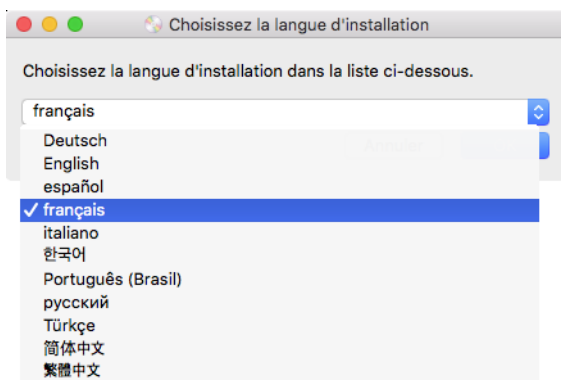 Choisissez la langue d'installation
Choisissez la langue d'installation dans la liste ci-dessous.
français
Deutsch
English
español
✓ français
italiano
한국어
Português (Brasil)
русский
Türkçe
简体中文
繁體中文